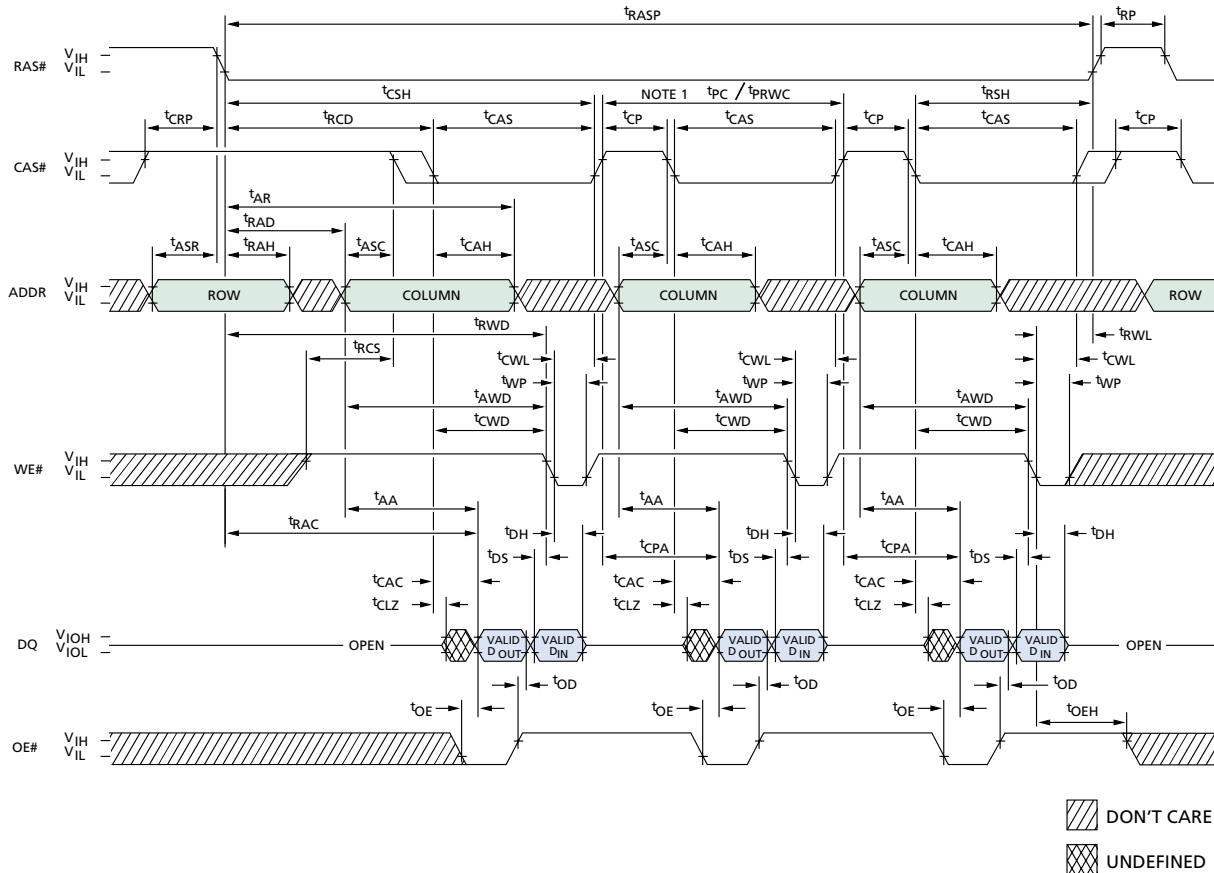 tRASP tRP
RAS# VIH
VIL
tCSH NOTE 1 tPC / tPRWC tRSH
tCRP tRCD tCAS tCP tCAS tCP tCAS tCP
CAS# VIH
VIL
tAR
tRAD
tASR tRAH tASC tCAH tASC tCAH tASC tCAH
ADDR VIH
VIL
ROW COLUMN COLUMN COLUMN ROW
tRWD tRWL
tRCS tCWL tCWL tCWL
tWP tWP tWP
tAWD tAWD tAWD
tCWD tCWD tCWD
WE# VIH
VIL
tAA tAA tAA
tRAC tDH tDH tDH
tDS tCPA tDS tCPA tDS
tCAC tCAC tCAC
tCLZ tCLZ tCLZ
DQ VIOH
VIOL
OPEN VALID DOUT VALID DIN VALID DOUT VALID DIN VALID DOUT VALID DIN OPEN
tOD tOD tOD
tOE tOE tOE tOEH
OE# VIH
VIL
DON'T CARE
UNDEFINED